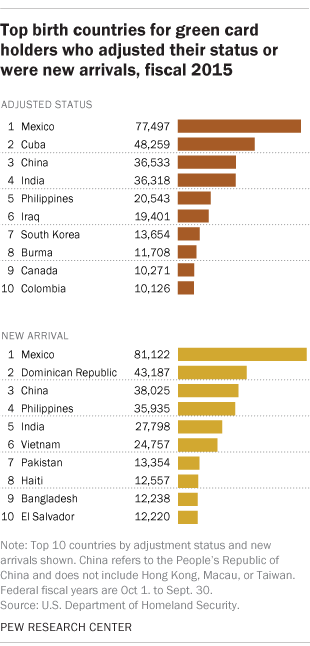 Top birth countries for green card
holders who adjusted their status or
were new arrivals, fiscal 2015
ADJUSTED STATUS
1 Mexico 77,497
2 Cuba 48,259
3 China 36,533
4 India 36,318
5 Philippines 20,543
6 Iraq 19,401
7 South Korea 13,654
8 Burma 11,708
9 Canada 10,271
10 Colombia 10,126
NEW ARRIVAL
1 Mexico 81,122
2 Dominican Republic 43,187
3 China 38,025
4 Philippines 35,935
5 India 27,798
6 Vietnam 24,757
7 Pakistan 13,354
8 Haiti 12,557
9 Bangladesh 12,238
10 El Salvador 12,220
Note: Top 10 countries by adjustment status and new
arrivals shown. China refers to the People's Republic of
China and does not include Hong Kong, Macau, or Taiwan.
Federal fiscal years are Oct 1. to Sept. 30.
Source: U.S. Department of Homeland Security.
PEW RESEARCH CENTER